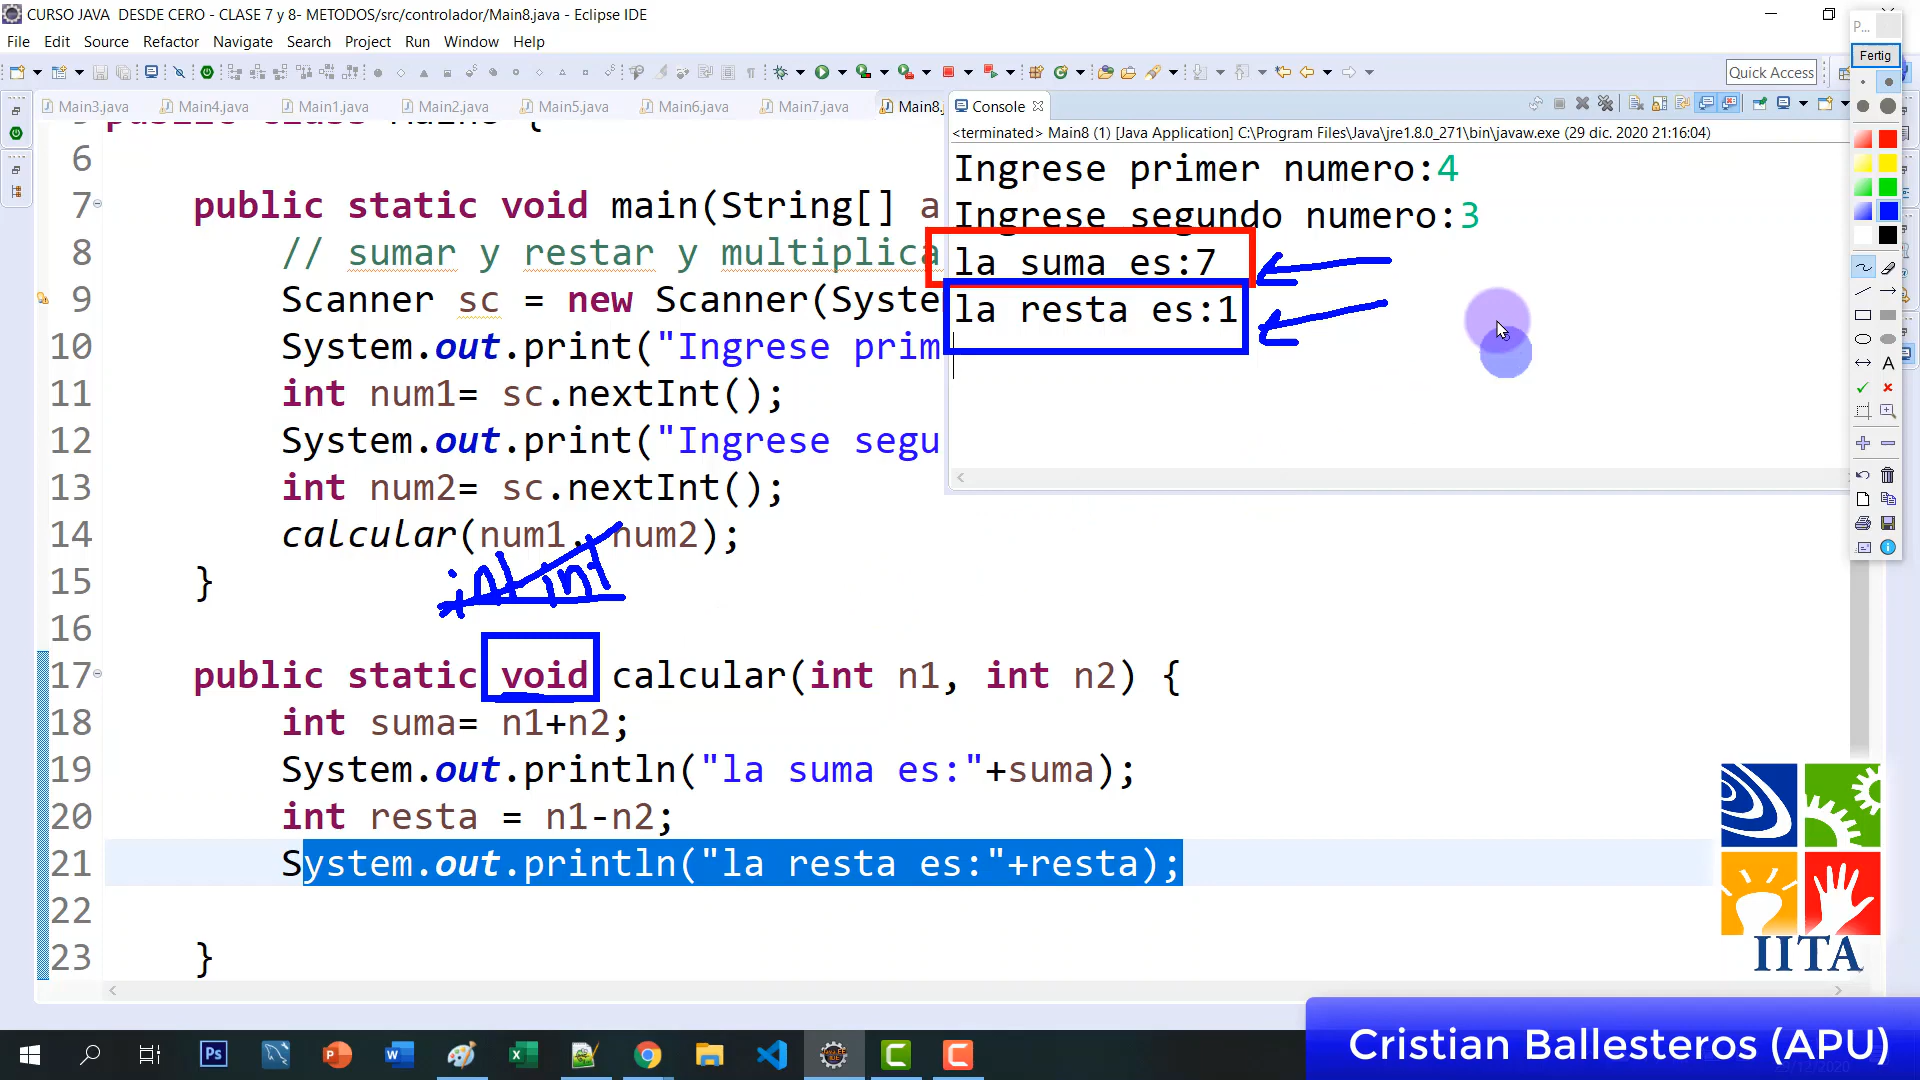 CURSO JAVA  DESDE CERO - CLASE 7 y 8- METODOS/src/controlador/Main8.java - Eclipse IDE
File Edit Source Refactor Navigate Search Project Run Window Help
P... 
Fertig
Quick Access
Main3.java Main4.java Main1.java Main2.java Main5.java Main6.java Main7.java Main8.
Console
<terminated> Main8 (1) [Java Application] C:\Program Files\Java\jre1.8.0_271\bin\javaw.exe (29 dic. 2020 21:16:04)
Ingrese primer numero:4
Ingrese segundo numero:3
la suma es:7
la resta es:1
6
7 public static void main(String[] a
8 // sumar y restar y multiplica
9 Scanner sc = new Scanner(Syste
10 System.out.print("Ingrese prim
11 int num1= sc.nextInt();
12 System.out.print("Ingrese segu
13 int num2= sc.nextInt();
14 calcular(num1, num2);
int int
15 }
16
17 public static void calcular(int n1, int n2) {
18 int suma= n1+n2;
19 System.out.println("la suma es:"+suma);
20 int resta = n1-n2;
21 System.out.println("la resta es:"+resta);
22
23 }
IITA
Cristian Ballesteros (APU)